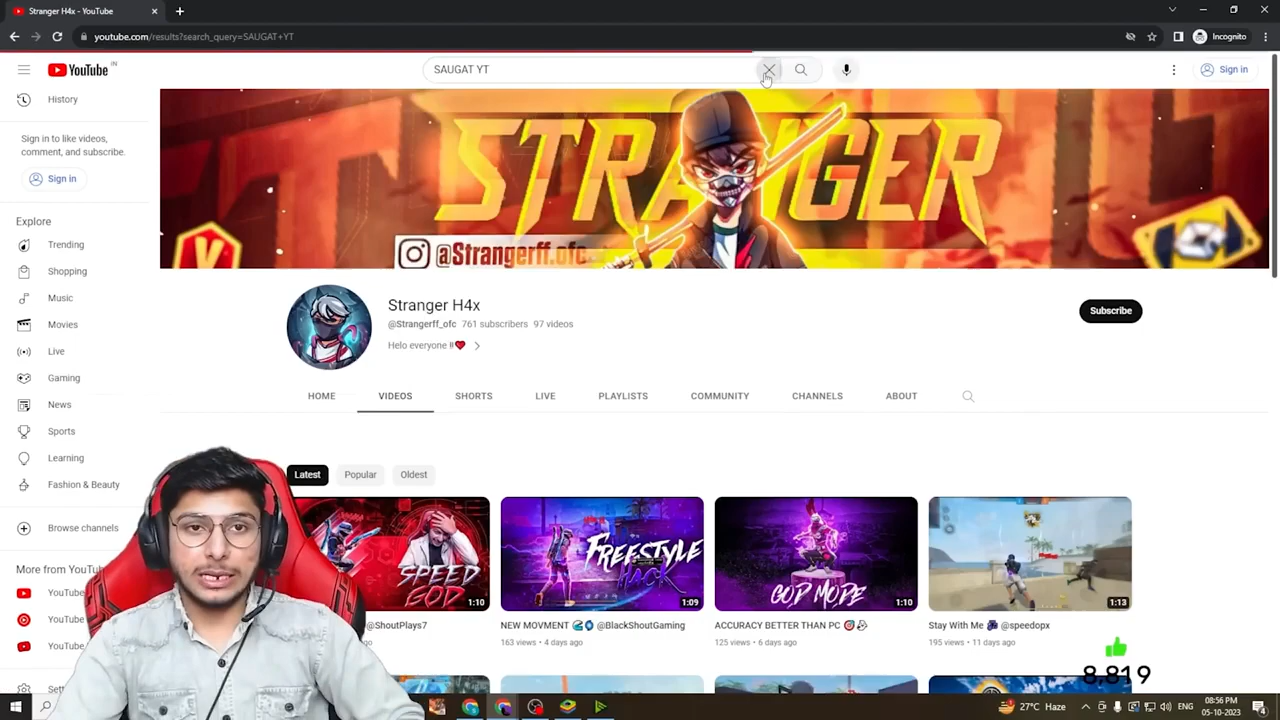 Stranger H4x - YouTube
youtube.com/results?search_query=SAUGAT+YT
Incognito
YouTube IN
SAUGAT YT
Sign in
History
Sign in to like videos,
comment, and subscribe.
Sign in
Explore
Trending
Shopping
Music
Movies
Live
Gaming
News
Sports
Learning
Fashion & Beauty
Browse channels
More from YouTube
YouTube
YouTube
YouTube
STRANGER
@Strangerff_ofc
Stranger H4x
@Strangerff_ofc 761 subscribers 97 videos
Helo everyone !!
Subscribe
HOME VIDEOS SHORTS LIVE PLAYLISTS COMMUNITY CHANNELS ABOUT
Latest Popular Oldest
SPEED
GOD
1:10
FREESTYLE
HACK
1:09
GOD MODE
1:10
1:13
@ShoutPlays7
NEW MOVMENT @BlackShoutGaming
163 views • 4 days ago
ACCURACY BETTER THAN PC
125 views • 6 days ago
Stay With Me @speedopx
195 views • 11 days ago
8,819
27°C Haze
ENG
08:56 PM
05-10-2023